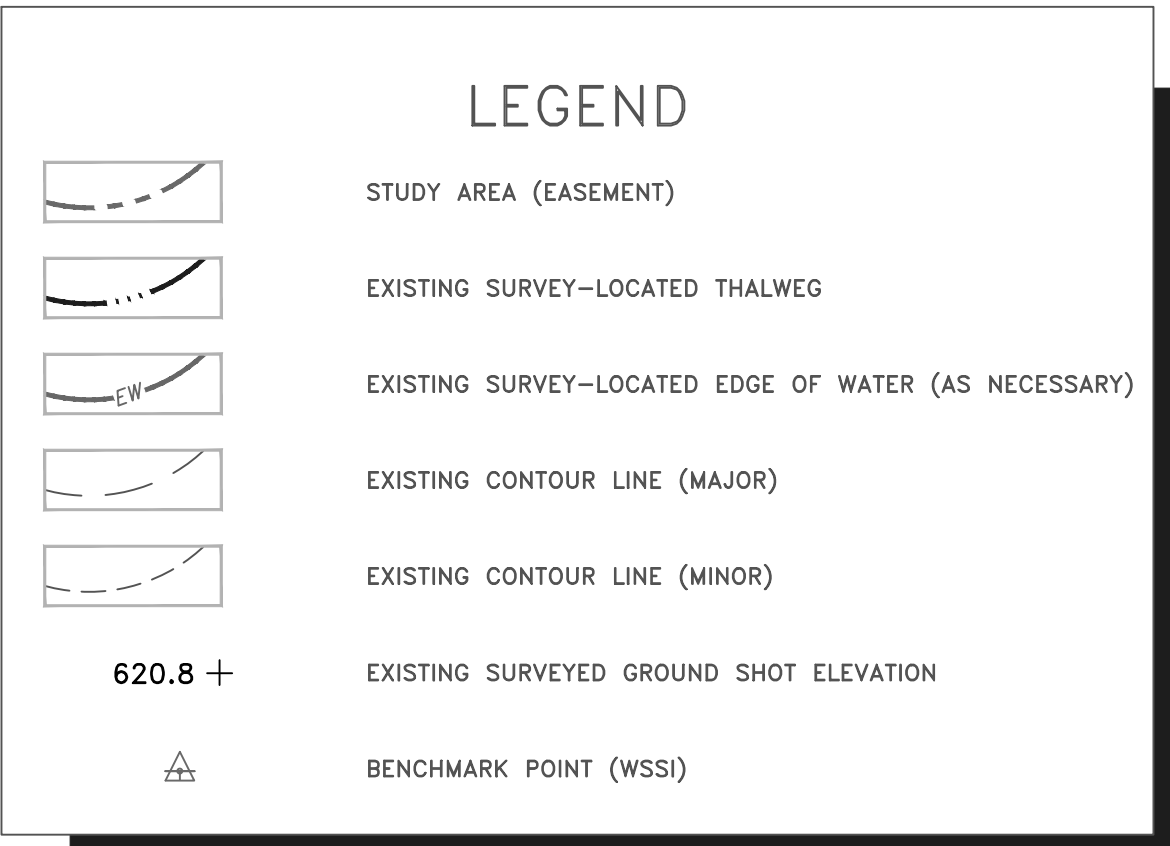 LEGEND
STUDY AREA (EASEMENT)
EXISTING SURVEY-LOCATED THALWEG
EW EXISTING SURVEY-LOCATED EDGE OF WATER (AS NECESSARY)
EXISTING CONTOUR LINE (MAJOR)
EXISTING CONTOUR LINE (MINOR)
620.8 + EXISTING SURVEYED GROUND SHOT ELEVATION
BENCHMARK POINT (WSSI)